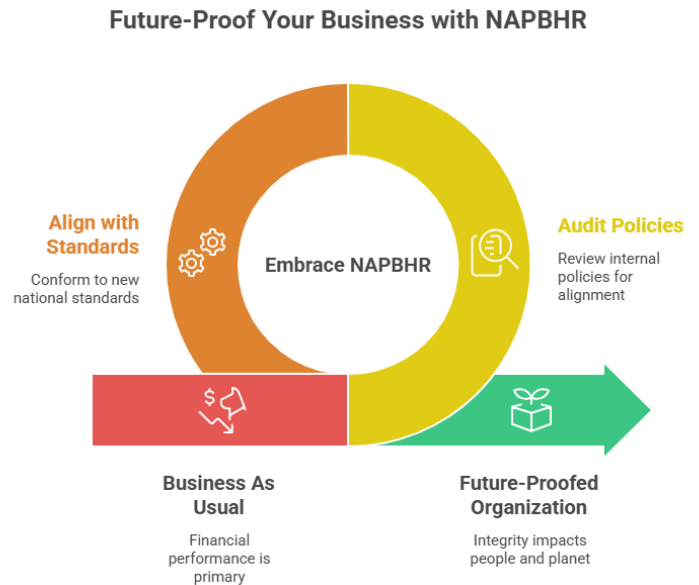 Future-Proof Your Business with NAPBHR
Align with
Standards
Conform to new
national standards
Embrace NAPBHR
Audit Policies
Review internal
policies for
alignment
$
Business As
Usual
Financial
performance is
primary
Future-Proofed
Organization
Integrity impacts
people and planet